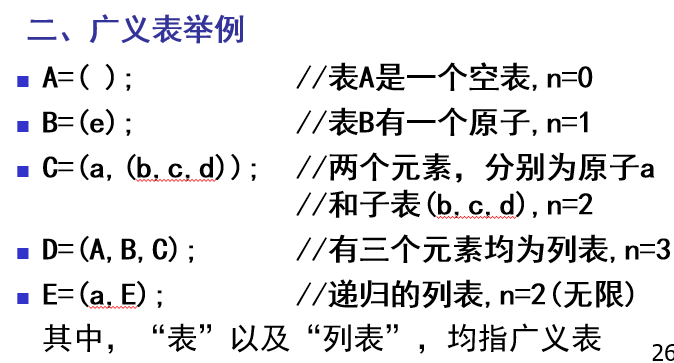 二、广义表举例
A=( ); //表A是一个空表,n=0
B=(e); //表B有一个原子,n=1
C=(a,(b,c,d)); //两个元素，分别为原子a
//和子表(b,c,d),n=2
D=(A,B,C); //有三个元素均为列表,n=3
E=(a,E); //递归的列表,n=2(无限)
其中，“表”以及“列表”，均指广义表
26